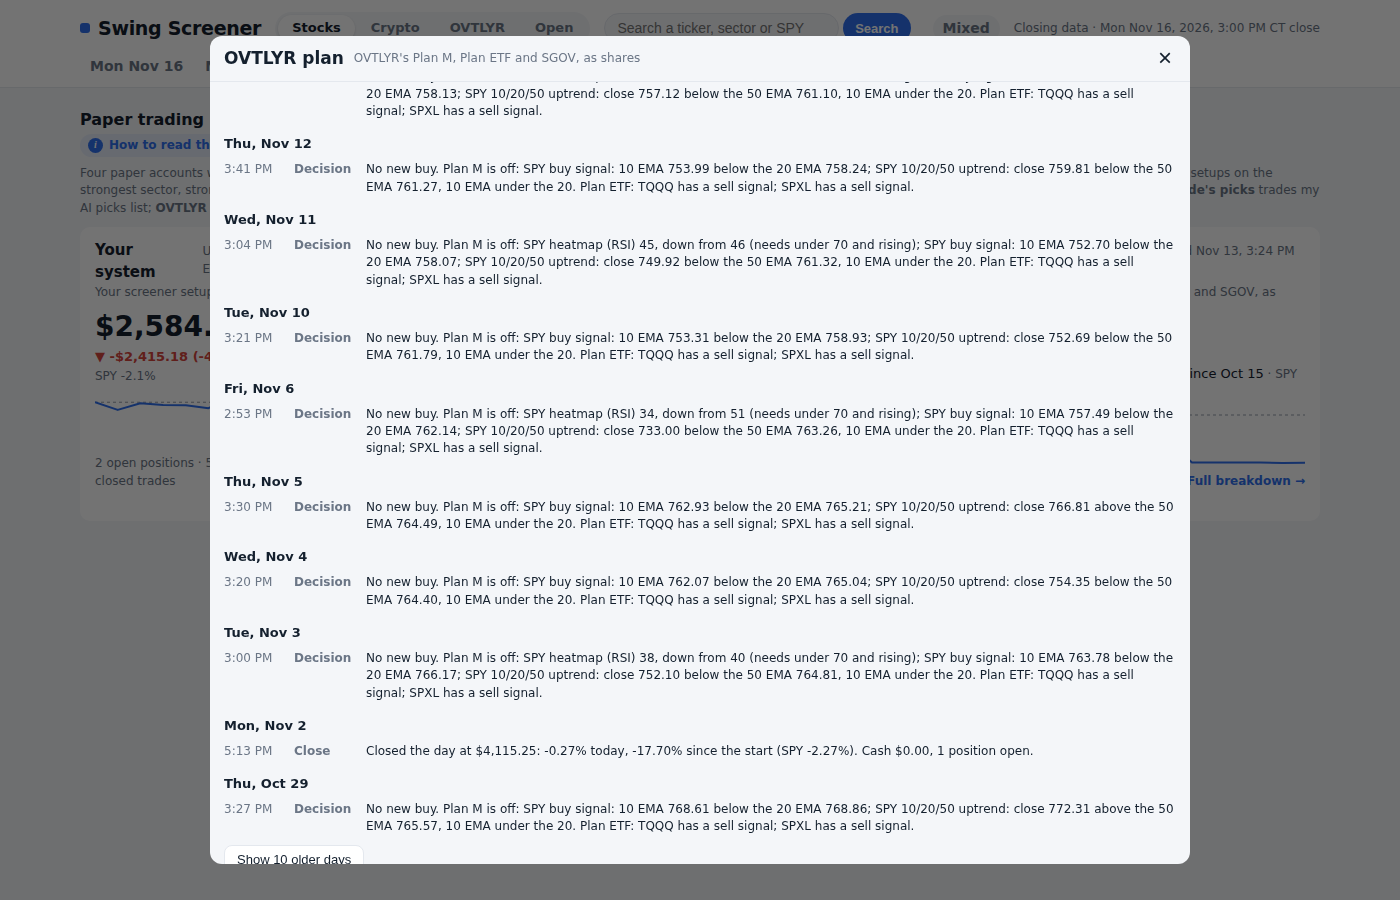 Swing Screener Stocks Crypto OVTLYR Open Search a ticker, sector or SPY Search Mixed Closing data · Mon Nov 16, 2026, 3:00 PM CT close
Mon Nov 16
OVTLYR plan OVTLYR's Plan M, Plan ETF and SGOV, as shares ✕
20 EMA 758.13; SPY 10/20/50 uptrend: close 757.12 below the 50 EMA 761.10, 10 EMA under the 20. Plan ETF: TQQQ has a sell
signal; SPXL has a sell signal.
Thu, Nov 12
3:41 PM Decision No new buy. Plan M is off: SPY buy signal: 10 EMA 753.99 below the 20 EMA 758.24; SPY 10/20/50 uptrend: close 759.81 below the 50
EMA 761.27, 10 EMA under the 20. Plan ETF: TQQQ has a sell signal; SPXL has a sell signal.
Wed, Nov 11
3:04 PM Decision No new buy. Plan M is off: SPY heatmap (RSI) 45, down from 46 (needs under 70 and rising); SPY buy signal: 10 EMA 752.70 below the
20 EMA 758.07; SPY 10/20/50 uptrend: close 749.92 below the 50 EMA 761.32, 10 EMA under the 20. Plan ETF: TQQQ has a sell
signal; SPXL has a sell signal.
Tue, Nov 10
3:21 PM Decision No new buy. Plan M is off: SPY buy signal: 10 EMA 753.31 below the 20 EMA 758.93; SPY 10/20/50 uptrend: close 752.69 below the 50
EMA 761.79, 10 EMA under the 20. Plan ETF: TQQQ has a sell signal; SPXL has a sell signal.
Fri, Nov 6
2:53 PM Decision No new buy. Plan M is off: SPY heatmap (RSI) 34, down from 51 (needs under 70 and rising); SPY buy signal: 10 EMA 757.49 below the
20 EMA 762.14; SPY 10/20/50 uptrend: close 733.00 below the 50 EMA 763.26, 10 EMA under the 20. Plan ETF: TQQQ has a sell
signal; SPXL has a sell signal.
Thu, Nov 5
3:30 PM Decision No new buy. Plan M is off: SPY buy signal: 10 EMA 762.93 below the 20 EMA 765.21; SPY 10/20/50 uptrend: close 766.81 above the 50
EMA 764.49, 10 EMA under the 20. Plan ETF: TQQQ has a sell signal; SPXL has a sell signal.
Wed, Nov 4
3:20 PM Decision No new buy. Plan M is off: SPY buy signal: 10 EMA 762.07 below the 20 EMA 765.04; SPY 10/20/50 uptrend: close 754.35 below the 50
EMA 764.40, 10 EMA under the 20. Plan ETF: TQQQ has a sell signal; SPXL has a sell signal.
Tue, Nov 3
3:00 PM Decision No new buy. Plan M is off: SPY heatmap (RSI) 38, down from 40 (needs under 70 and rising); SPY buy signal: 10 EMA 763.78 below the
20 EMA 766.17; SPY 10/20/50 uptrend: close 752.10 below the 50 EMA 764.81, 10 EMA under the 20. Plan ETF: TQQQ has a sell
signal; SPXL has a sell signal.
Mon, Nov 2
5:13 PM Close Closed the day at $4,115.25: -0.27% today, -17.70% since the start (SPY -2.27%). Cash $0.00, 1 position open.
Thu, Oct 29
3:27 PM Decision No new buy. Plan M is off: SPY buy signal: 10 EMA 768.61 below the 20 EMA 768.86; SPY 10/20/50 uptrend: close 772.31 above the 50
EMA 765.57, 10 EMA under the 20. Plan ETF: TQQQ has a sell signal; SPXL has a sell signal.
Show 10 older days
Paper trading
How to read th
Four paper accounts
strongest sector,
AI picks list; OVTLYR
Your
system
Your screener
$2,584.
▼ -$2,415.18
SPY -2.1%
2 open positions · 5
closed trades
setups on the
picks trades my
Nov 13, 3:24 PM
and SGOV, as
since Oct 15 · SPY
Full breakdown →